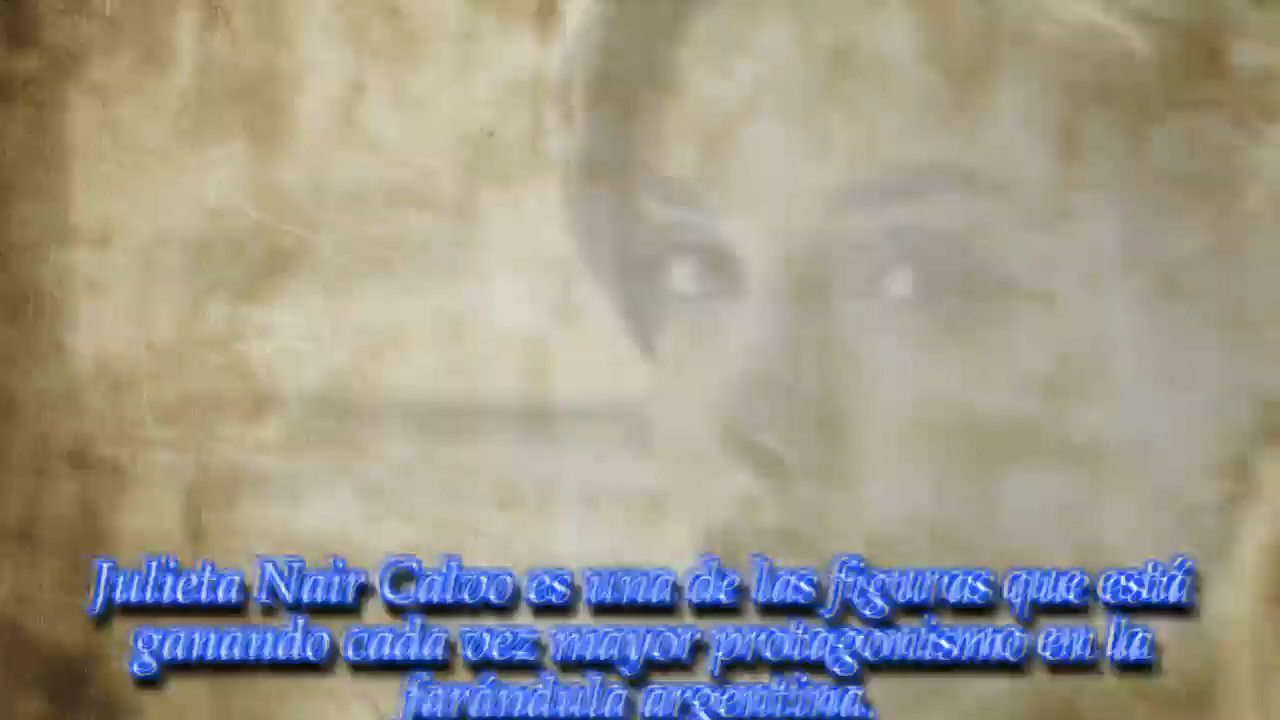 Julieta Nair Calvo es una de las figuras que está
ganando cada vez mayor protagonismo en la
farándula argentina.